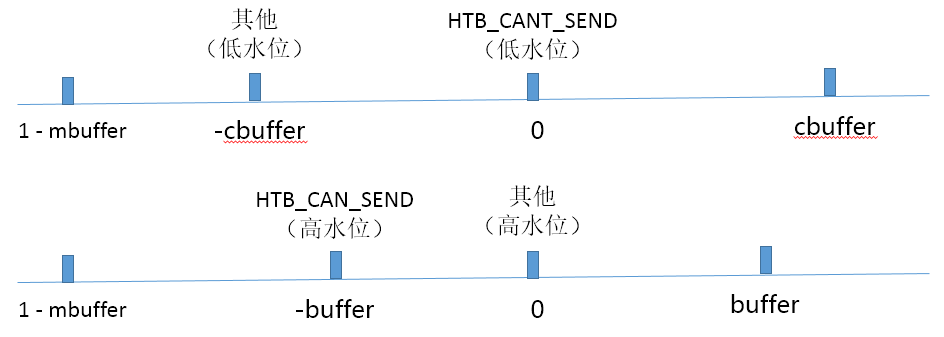 其他
HTB_CANT_SEND
（低水位）
（低水位）
1 - mbuffer
-cbuffer
0
cbuffer
HTB_CAN_SEND
其他
（高水位）
（高水位）
1 - mbuffer
-buffer
0
buffer